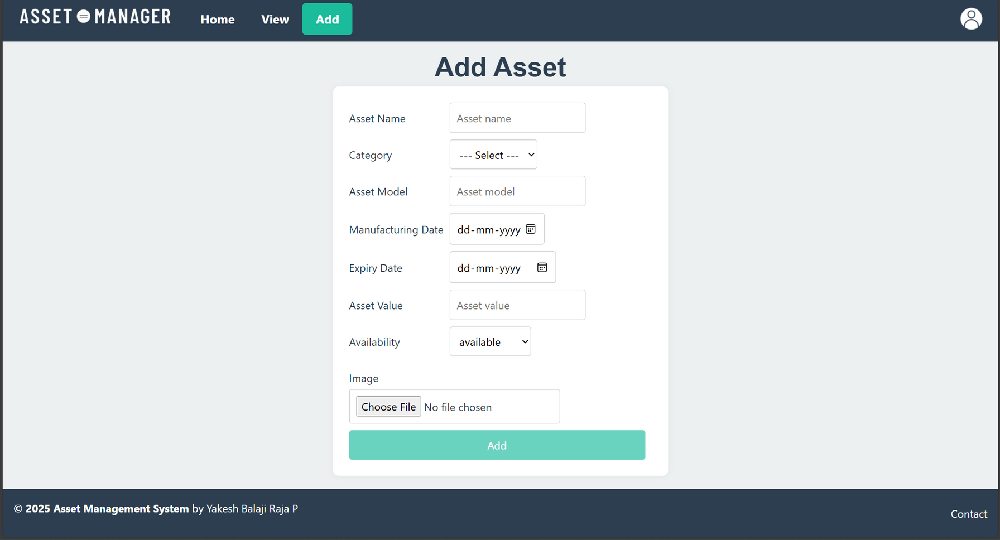 ASSET MANAGER Home View Add
Add Asset
Asset Name Asset name
Category --- Select ---
Asset Model Asset model
Manufacturing Date dd-mm-yyyy
Expiry Date dd-mm-yyyy
Asset Value Asset value
Availability available
Image
Choose File No file chosen
Add
© 2025 Asset Management System by Yakesh Balaji Raja P
Contact